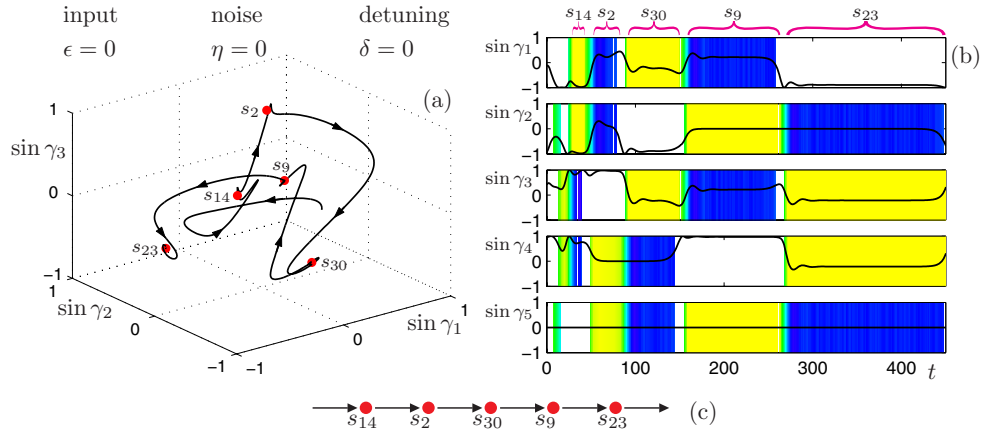 input noise detuning
ϵ = 0 η = 0 δ = 0
(a)
sin γ3
1
0
−1
s2
s9
s14
s23
s30
1
sin γ2
0
−1
−1
0
sin γ1
1
s14 s2 s30 s9 s23
(b)
sin γ1
1
0
1
sin γ2
1
0
−1
sin γ3
1
0
−1
sin γ4
1
0
−1
sin γ5
1
0
−1
0 100 200 300 400 t
s14 s2 s30 s9 s23
(c)